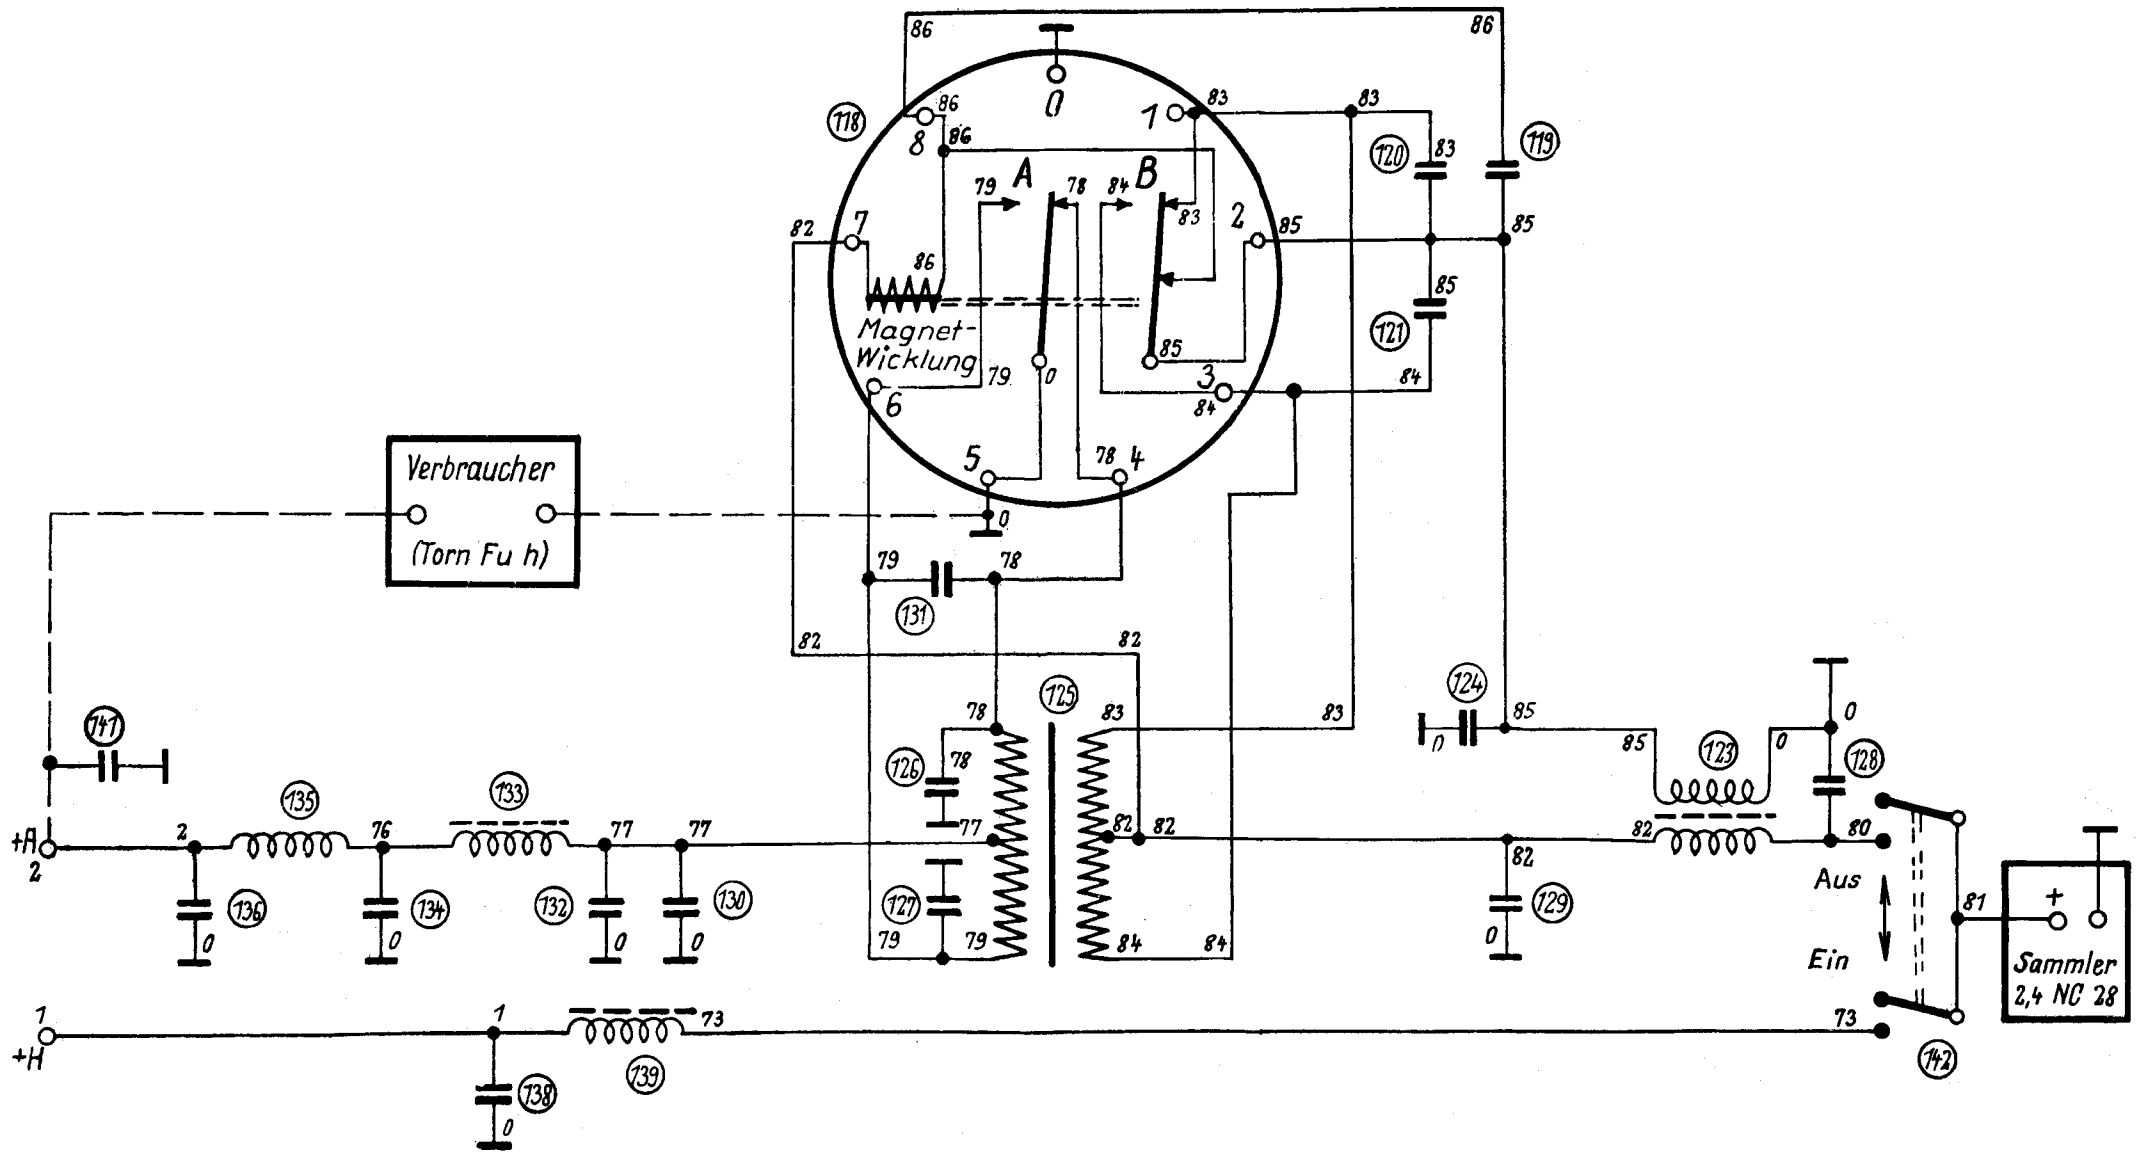 86 86
0
118 8 86 1 83 83
86 120 83 119
79 A 78 84 B
83 2 85 85
82 7
86 85
Magnet-
Wicklung 121
0 85
79 3 84
6 84
Verbraucher 5 78 4
0
(Torn Fu h)
79 78
131
82 82
125 124
78 83 83 85 0
141 0 85 123 0
126 78 128
135 133
+A 2 76 77 77 77 82 82 82 80
2 82 Aus
136 134 132 130 127 129 81 +
0 0 0 0 79 79 84 84 0
Ein Sammler
2,4 NC 28
1 1 73 73
+H 139 142
138
0